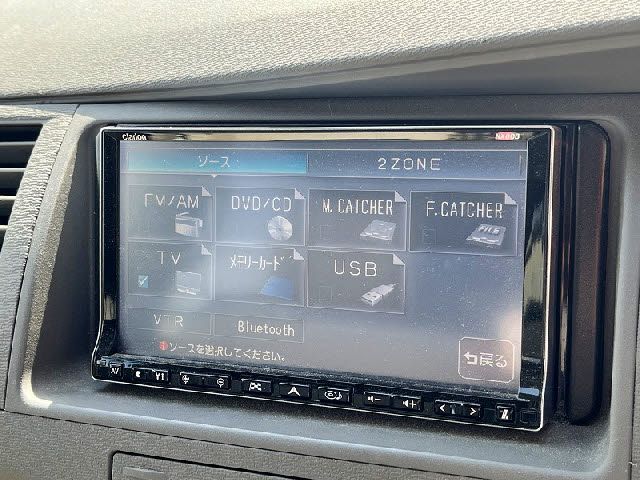 Clarion
ソース 2ZONE
FM/AM DVD/CD M. CATCHER F. CATCHER
FILE
TV メモリーカード USB
VTR Bluetooth
ソースを選択してください。
戻る